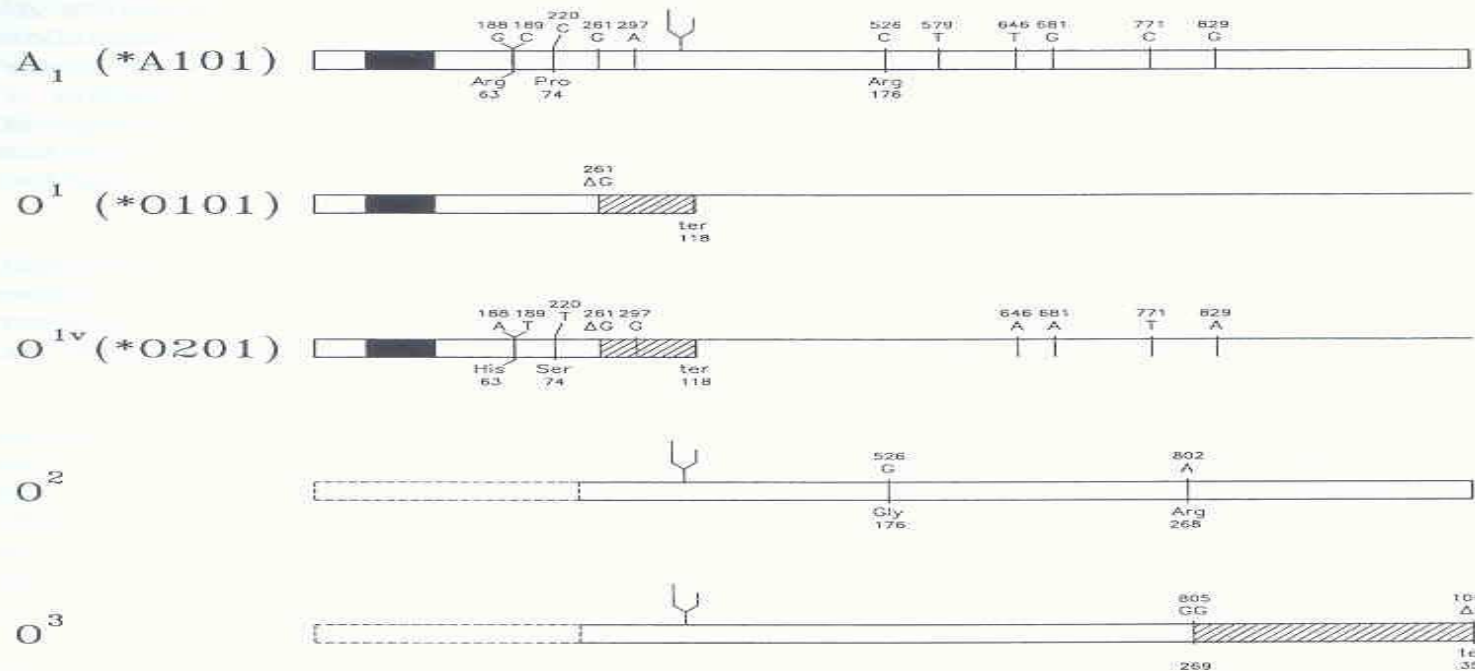 220
188 189 C 261 297 526 579 646 681 771 829
G C G A C T T G C G
A1 (*A101)
Arg Pro Arg
63 74 176
261
ΔG
O1 (*O101)
ter
118
220
188 189 T 261 297 646 681 771 829
A T ΔG G A A T A
O1v (*O201)
His Ser ter
63 74 118
526 802
G A
O2
Gly Arg
176 268
805
GG
Δ
O3
269